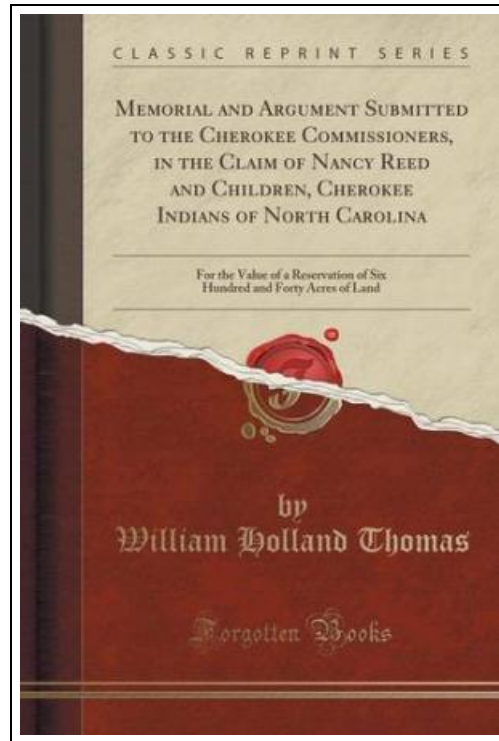 CLASSIC REPRINT SERIES
MEMORIAL AND ARGUMENT SUBMITTED
TO THE CHEROKEE COMMISSIONERS,
IN THE CLAIM OF NANCY REED
AND CHILDREN, CHEROKEE
INDIANS OF NORTH CAROLINA
For the Value of a Reservation of Six
Hundred and Forty Acres of Land
by
William Holland Thomas
Forgotten Books